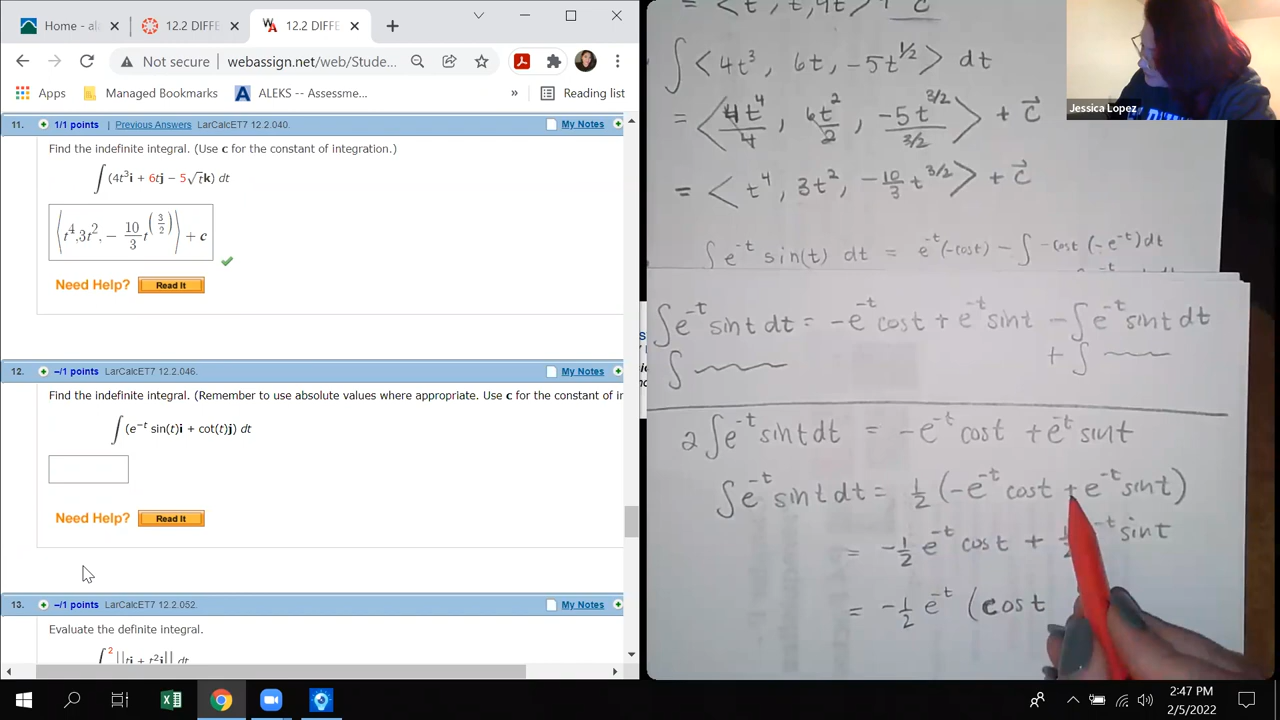 Home - ale
12.2 DIFFE
12.2 DIFFE
Not secure
webassign.net/web/Stude...
Apps
Managed Bookmarks
ALEKS -- Assessme...
»
Reading list
11. 1/1 points Previous Answers LarCalcET7 12.2.040. My Notes
Find the indefinite integral. (Use c for the constant of integration.)
∫ (4t³i + 6tj − 5√t k) dt
⟨t⁴,3t²,− 10/3 t^(3/2)⟩ + c
Need Help? Read It
12. –/1 points LarCalcET7 12.2.046. My Notes
Find the indefinite integral. (Remember to use absolute values where appropriate. Use c for the constant of in
∫ (e⁻ᵗ sin(t)i + cot(t)j) dt
Need Help? Read It
13. –/1 points LarCalcET7 12.2.052. My Notes
Evaluate the definite integral.
∫ ² ||ti + t²j|| dt
= < t, t, 4t > + c
∫ < 4t³, 6t, −5t^(1/2) > dt
= < 4t⁴/4, 6t²/2, −5t^(3/2)/(3/2) > + c⃗
= < t⁴, 3t², −10/3 t^(3/2) > + c⃗
∫ e⁻ᵗ sin(t) dt = e⁻ᵗ(−cost) − ∫ −cost (−e⁻ᵗ)dt
∫ e⁻ᵗ sint dt = −e⁻ᵗ cost + e⁻ᵗ sint − ∫ e⁻ᵗ sint dt
∫ + ∫
2 ∫ e⁻ᵗ sint dt = −e⁻ᵗ cost + e⁻ᵗ sint
∫ e⁻ᵗ sint dt = ½ (−e⁻ᵗ cost + e⁻ᵗ sint)
= −½ e⁻ᵗ cost + ½ ⁻ᵗ sint
= −½ e⁻ᵗ (cost
Jessica Lopez
2:47 PM
2/5/2022